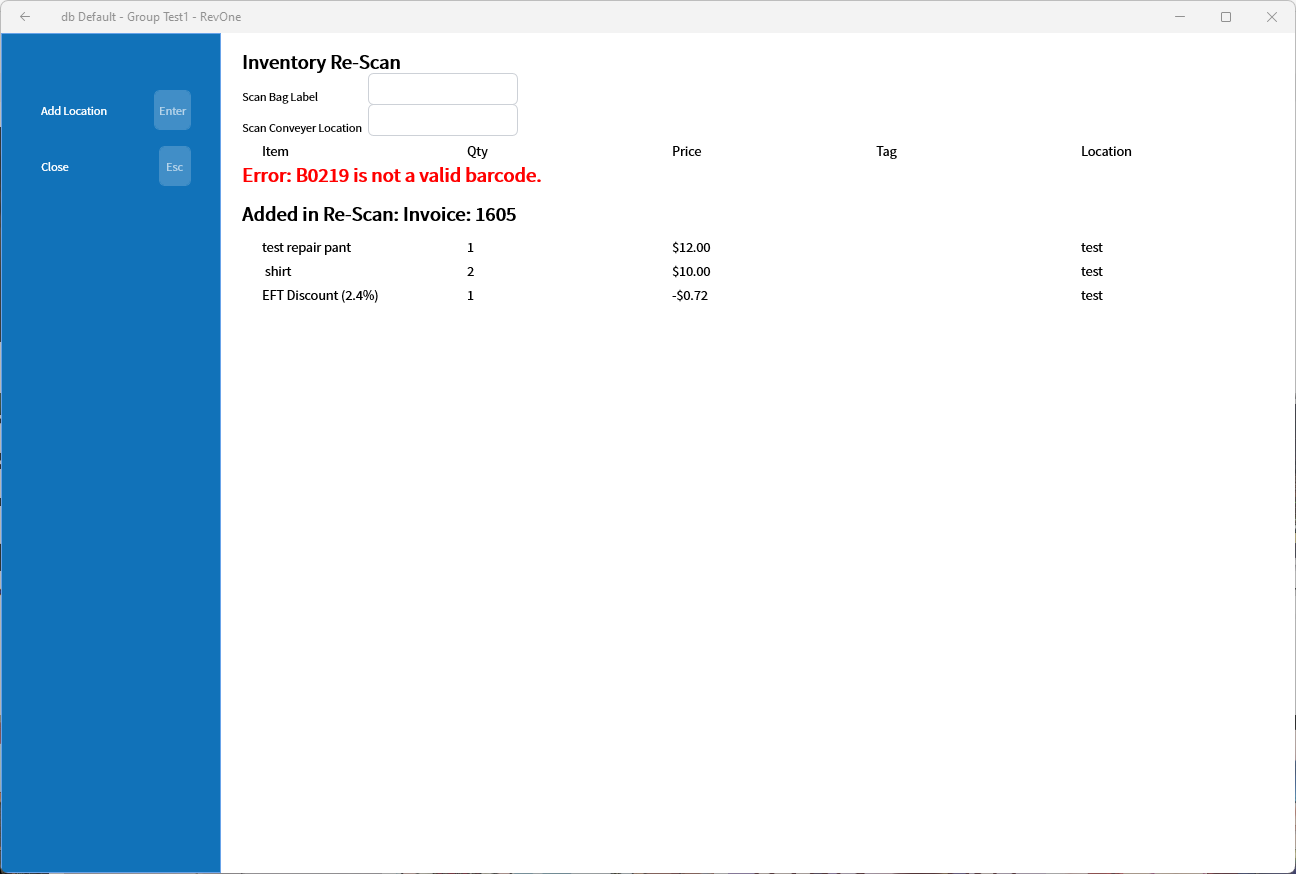 db Default - Group Test1 - RevOne
Add Location Enter
Close Esc
Inventory Re-Scan
Scan Bag Label
Scan Conveyer Location
Item Qty Price Tag Location
Error: B0219 is not a valid barcode.
Added in Re-Scan: Invoice: 1605
test repair pant 1 $12.00 test
shirt 2 $10.00 test
EFT Discount (2.4%) 1 -$0.72 test